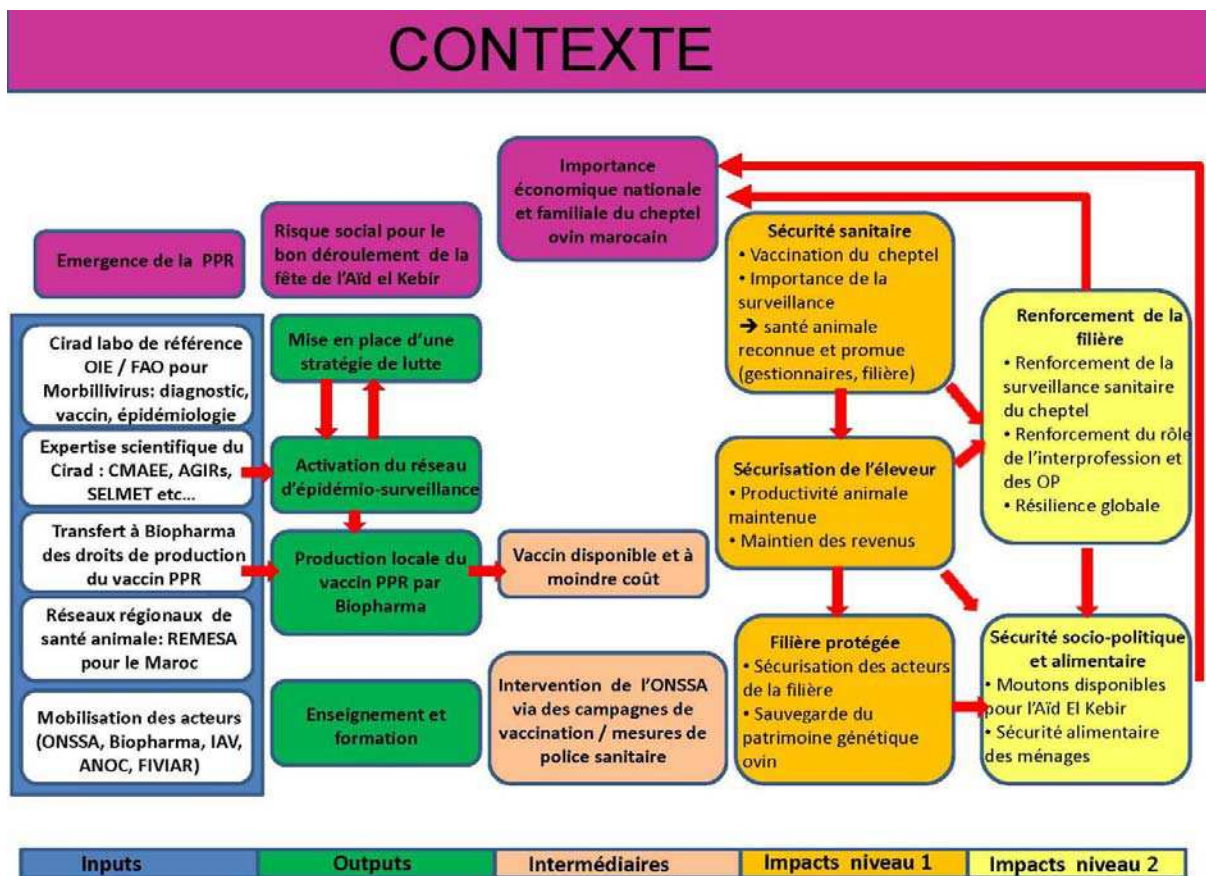 CONTEXTE
Emergence de la PPR
Risque social pour le
bon déroulement de la
fête de l'Aïd el Kebir
Importance
économique nationale
et familiale du cheptel
ovin marocain
Cirad labo de référence
OIE / FAO pour
Morbillivirus: diagnostic,
vaccin, épidémiologie
Expertise scientifique du
Cirad : CMAEE, AGIRs,
SELMET etc...
Transfert à Biopharma
des droits de production
du vaccin PPR
Réseaux régionaux de
santé animale: REMESA
pour le Maroc
Mobilisation des acteurs
(ONSSA, Biopharma, IAV,
ANOC, FIVIAR)
Mise en place d'une
stratégie de lutte
Activation du réseau
d'épidémio-surveillance
Production locale du
vaccin PPR par
Biopharma
Enseignement et
formation
Vaccin disponible et à
moindre coût
Intervention de l'ONSSA
via des campagnes de
vaccination / mesures de
police sanitaire
Sécurité sanitaire
• Vaccination du cheptel
• Importance de la
surveillance
➔ santé animale
reconnue et promue
(gestionnaires, filière)
Sécurisation de l'éleveur
• Productivité animale
maintenue
• Maintien des revenus
Filière protégée
• Sécurisation des acteurs
de la filière
• Sauvegarde du
patrimoine génétique
ovin
Renforcement de la
filière
• Renforcement de la
surveillance sanitaire
du cheptel
• Renforcement du rôle
de l'interprofession et
des OP
• Résilience globale
Sécurité socio-politique
et alimentaire
• Moutons disponibles
pour l'Aïd El Kebir
• Sécurité alimentaire
des ménages
Inputs
Outputs
Intermédiaires
Impacts niveau 1
Impacts niveau 2